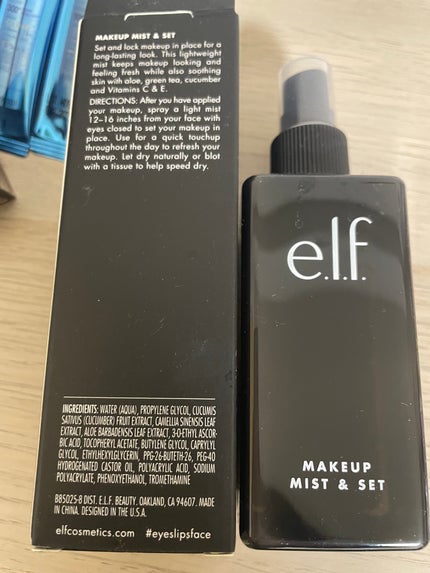 MAKEUP MIST & SET
Set and lock makeup in place for a
long-lasting look. This lightweight
mist keeps makeup looking and
feeling fresh while also soothing
skin with aloe, green tea, cucumber
and Vitamins C & E.
DIRECTIONS: After you have applied
your makeup, spray a light mist
12–16 inches from your face with
eyes closed to set your makeup in
place. Use for a quick touchup
throughout the day to refresh your
makeup. Let dry naturally or blot
with a tissue to help speed dry.
INGREDIENTS: WATER (AQUA), PROPYLENE GLYCOL, CUCUMIS
SATIVUS (CUCUMBER) FRUIT EXTRACT, CAMELLIA SINENSIS LEAF
EXTRACT, ALOE BARBADENSIS LEAF EXTRACT, 3-O-ETHYL ASCOR-
BIC ACID, TOCOPHERYL ACETATE, BUTYLENE GLYCOL, CAPRYLYL
GLYCOL, ETHYLHEXYLGLYCERIN, PPG-26-BUTETH-26, PEG-40
HYDROGENATED CASTOR OIL, POLYACRYLIC ACID, SODIUM
POLYACRYLATE, PHENOXYETHANOL, TROMETHAMINE
B85025-B DIST. E.L.F. BEAUTY. OAKLAND, CA 94607. MADE
IN CHINA. DESIGNED IN THE U.S.A.
elfcosmetics.com #eyeslipsface
e.l.f.
MAKEUP
MIST & SET